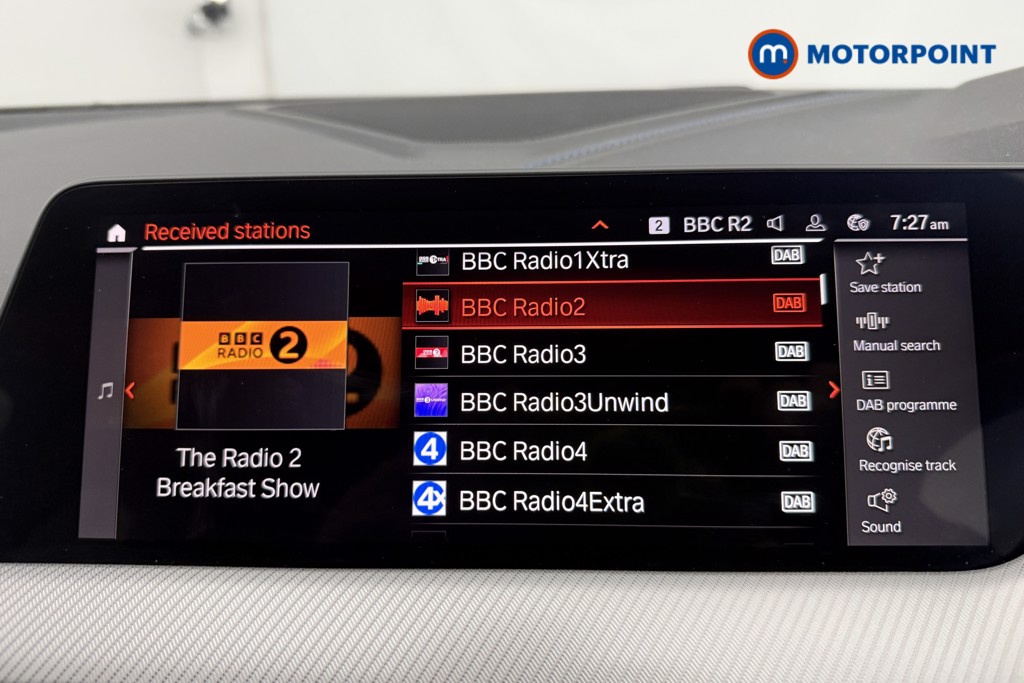 m MOTORPOINT
Received stations
2 BBC R2 7:27am
BBC Radio1Xtra DAB
BBC Radio2 DAB
BBC Radio3 DAB
BBC Radio3Unwind DAB
BBC Radio4 DAB
BBC Radio4Extra DAB
BBC
RADIO 2
The Radio 2
Breakfast Show
4
4X
Save station
Manual search
DAB programme
Recognise track
Sound